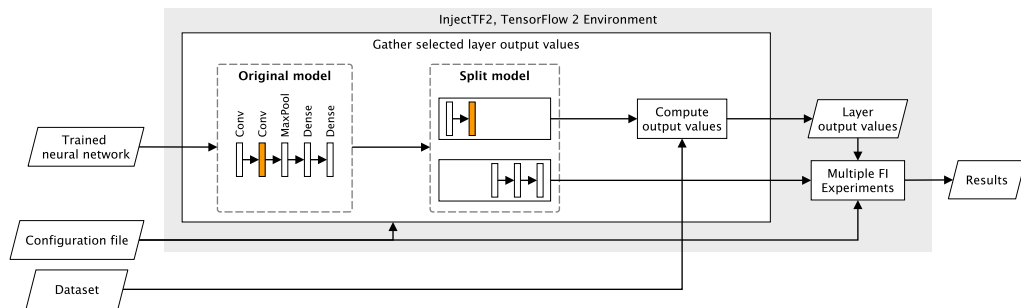 InjectTF2, TensorFlow 2 Environment
Gather selected layer output values
Original model
Conv
Conv
MaxPool
Dense
Dense
Split model
Compute
output values
Layer
output values
Trained
neural network
Multiple FI
Experiments
Results
Configuration file
Dataset